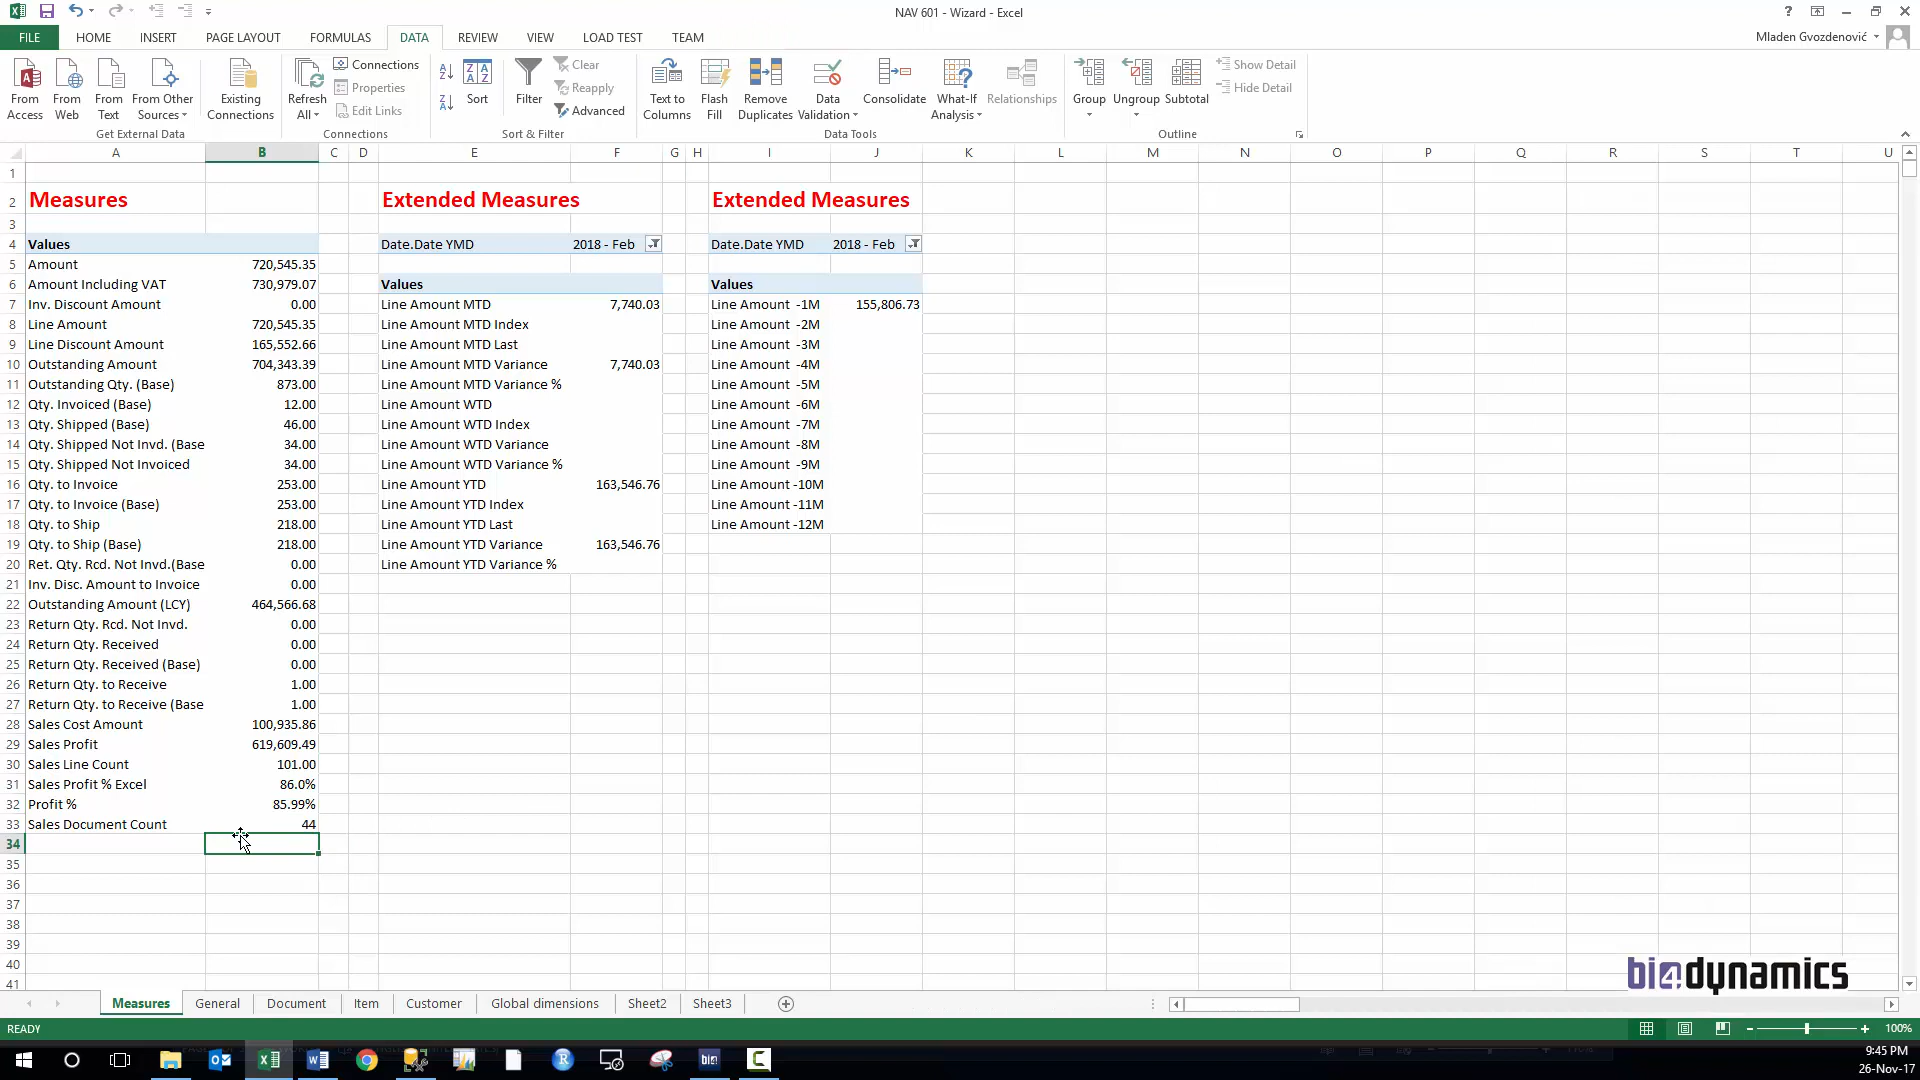 NAV 601 - Wizard - Excel
?
FILE HOME INSERT PAGE LAYOUT FORMULAS DATA REVIEW VIEW LOAD TEST TEAM
Mladen Gvozdenović
From Access
From Web
From Text
From Other Sources
Get External Data
Existing Connections
Refresh All
Connections
Properties
Edit Links
Connections
Sort
Filter
Clear
Reapply
Advanced
Sort & Filter
Text to Columns
Flash Fill
Remove Duplicates
Data Validation
Consolidate
What-If Analysis
Relationships
Data Tools
Group
Ungroup
Subtotal
Show Detail
Hide Detail
Outline
A B C D E F G H I J K L M N O P Q R S T U
1
2 Measures Extended Measures Extended Measures
3
4 Values Date.Date YMD 2018 - Feb Date.Date YMD 2018 - Feb
5 Amount 720,545.35
6 Amount Including VAT 730,979.07 Values Values
7 Inv. Discount Amount 0.00 Line Amount MTD 7,740.03 Line Amount -1M 155,806.73
8 Line Amount 720,545.35 Line Amount MTD Index Line Amount -2M
9 Line Discount Amount 165,552.66 Line Amount MTD Last Line Amount -3M
10 Outstanding Amount 704,343.39 Line Amount MTD Variance 7,740.03 Line Amount -4M
11 Outstanding Qty. (Base) 873.00 Line Amount MTD Variance % Line Amount -5M
12 Qty. Invoiced (Base) 12.00 Line Amount WTD Line Amount -6M
13 Qty. Shipped (Base) 46.00 Line Amount WTD Index Line Amount -7M
14 Qty. Shipped Not Invd. (Base 34.00 Line Amount WTD Variance Line Amount -8M
15 Qty. Shipped Not Invoiced 34.00 Line Amount WTD Variance % Line Amount -9M
16 Qty. to Invoice 253.00 Line Amount YTD 163,546.76 Line Amount -10M
17 Qty. to Invoice (Base) 253.00 Line Amount YTD Index Line Amount -11M
18 Qty. to Ship 218.00 Line Amount YTD Last Line Amount -12M
19 Qty. to Ship (Base) 218.00 Line Amount YTD Variance 163,546.76
20 Ret. Qty. Rcd. Not Invd.(Base 0.00 Line Amount YTD Variance %
21 Inv. Disc. Amount to Invoice 0.00
22 Outstanding Amount (LCY) 464,566.68
23 Return Qty. Rcd. Not Invd. 0.00
24 Return Qty. Received 0.00
25 Return Qty. Received (Base) 0.00
26 Return Qty. to Receive 1.00
27 Return Qty. to Receive (Base 1.00
28 Sales Cost Amount 100,935.86
29 Sales Profit 619,609.49
30 Sales Line Count 101.00
31 Sales Profit % Excel 86.0%
32 Profit % 85.99%
33 Sales Document Count 44
34
35
36
37
38
39
40
41
bi4dynamics
Measures General Document Item Customer Global dimensions Sheet2 Sheet3
READY
100%
9:45 PM
26-Nov-17